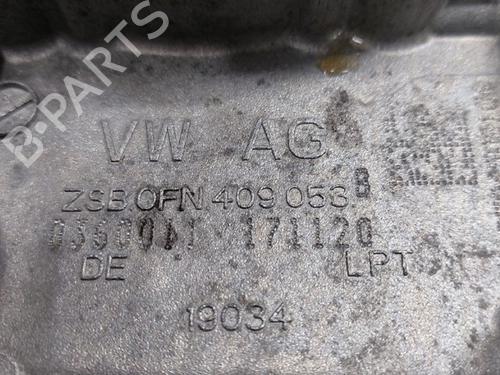 B-PARTS
VW AG
ZSB 0FN 409 053 B
171120
DE LPT
19034